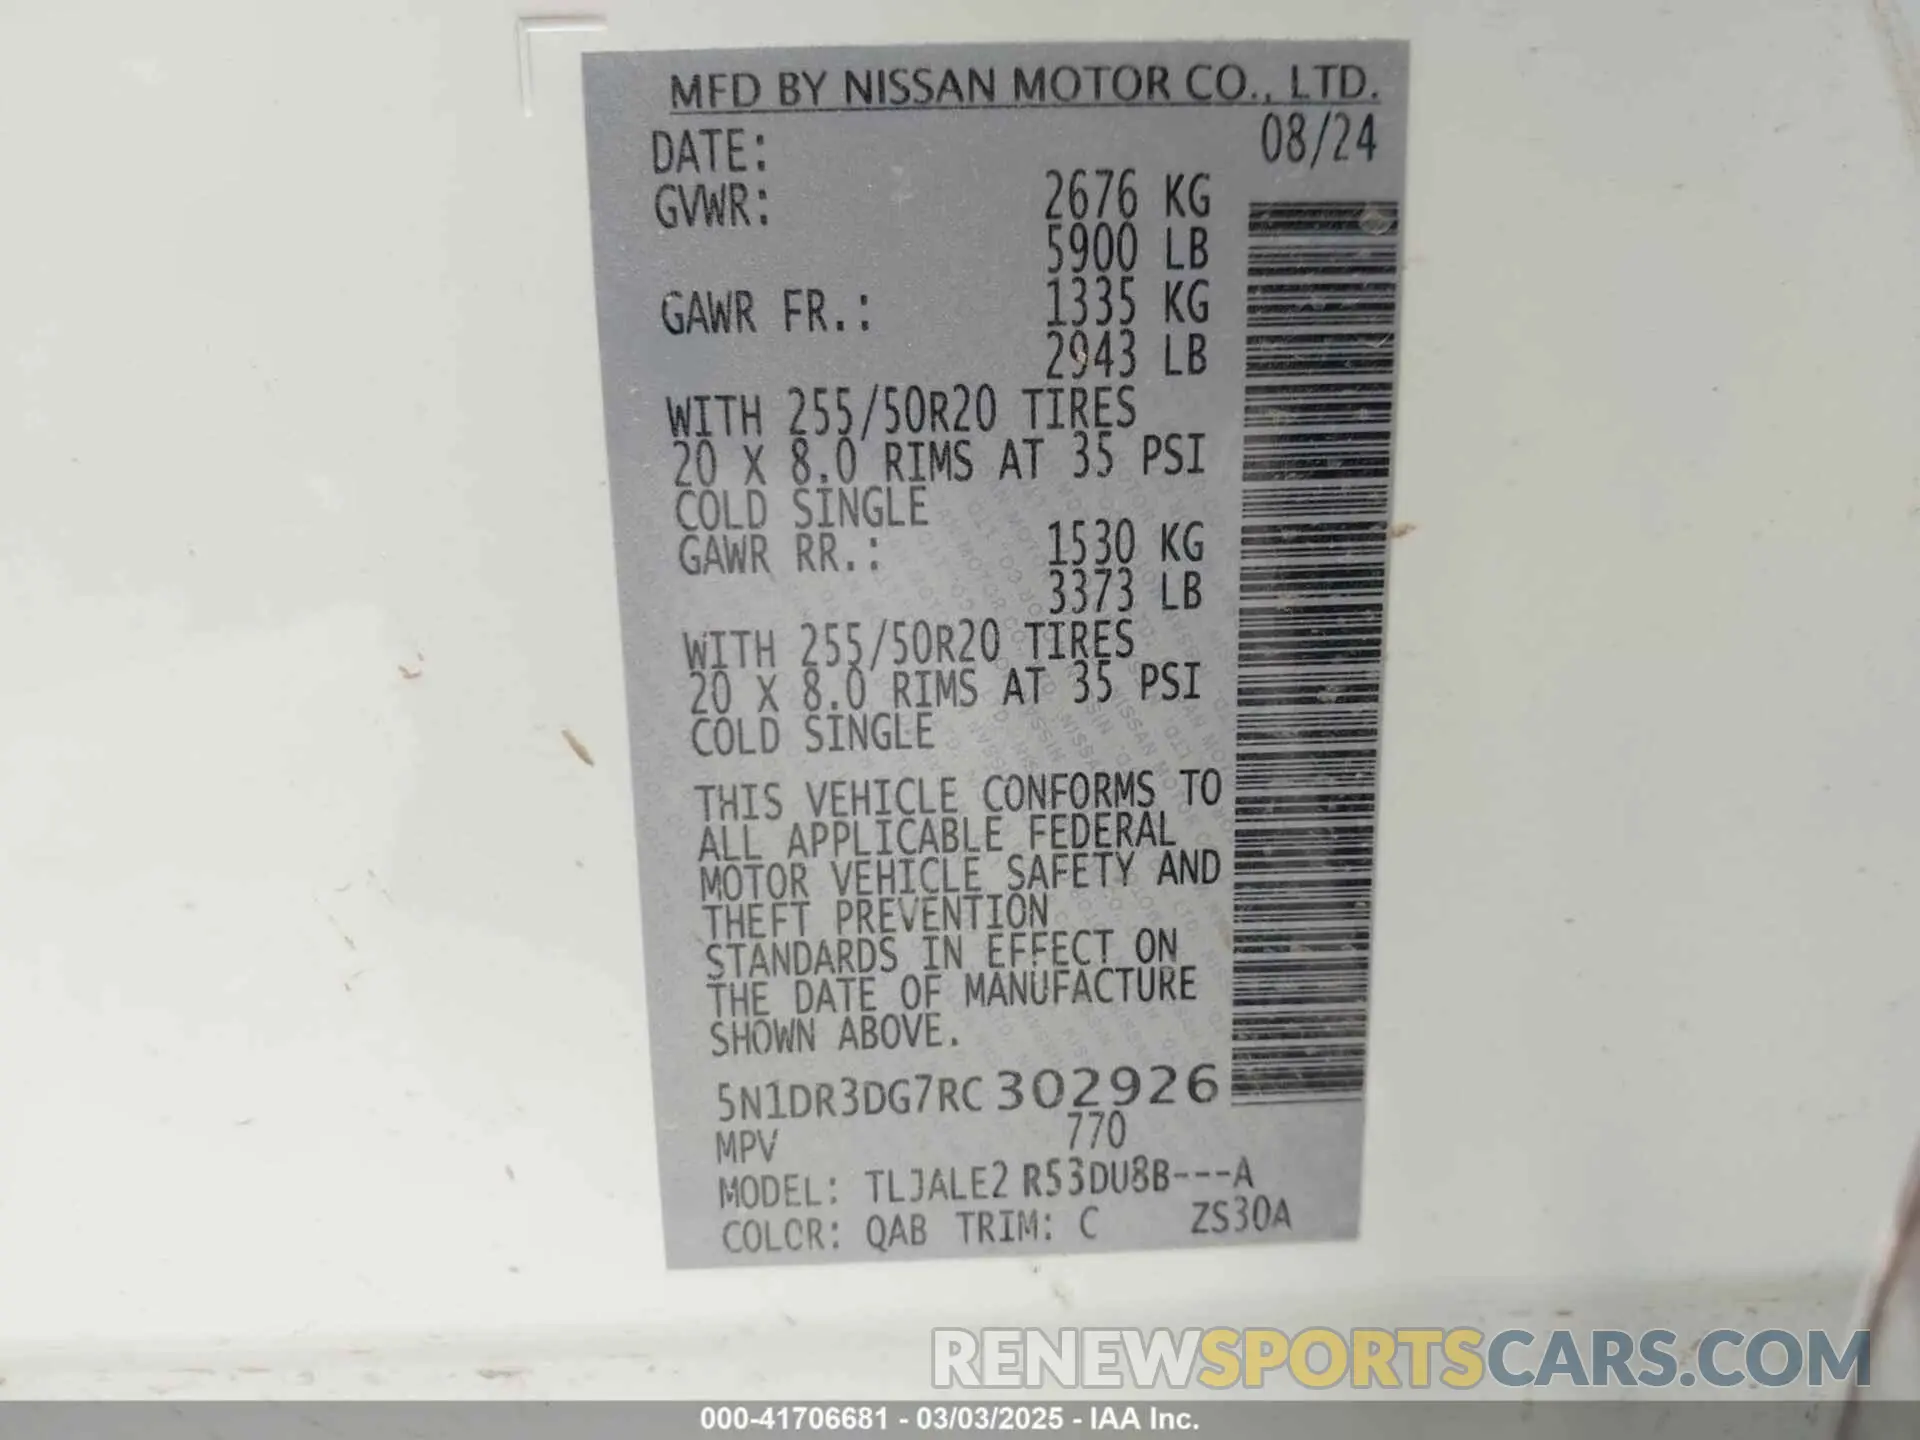 MFD BY NISSAN MOTOR CO., LTD.
DATE: 08/24
GVWR: 2676 KG
5900 LB
GAWR FR.: 1335 KG
2943 LB
WITH 255/50R20 TIRES
20 X 8.0 RIMS AT 35 PSI
COLD SINGLE
GAWR RR.: 1530 KG
3373 LB
WITH 255/50R20 TIRES
20 X 8.0 RIMS AT 35 PSI
COLD SINGLE
THIS VEHICLE CONFORMS TO
ALL APPLICABLE FEDERAL
MOTOR VEHICLE SAFETY AND
THEFT PREVENTION
STANDARDS IN EFFECT ON
THE DATE OF MANUFACTURE
SHOWN ABOVE.
5N1DR3DG7RC302926
MPV 770
MODEL: TLJALE2 R53DU8B---A
COLOR: QAB TRIM: C ZS30A
RENEWSPORTSCARS.COM
000-41706681 - 03/03/2025 - IAA Inc.